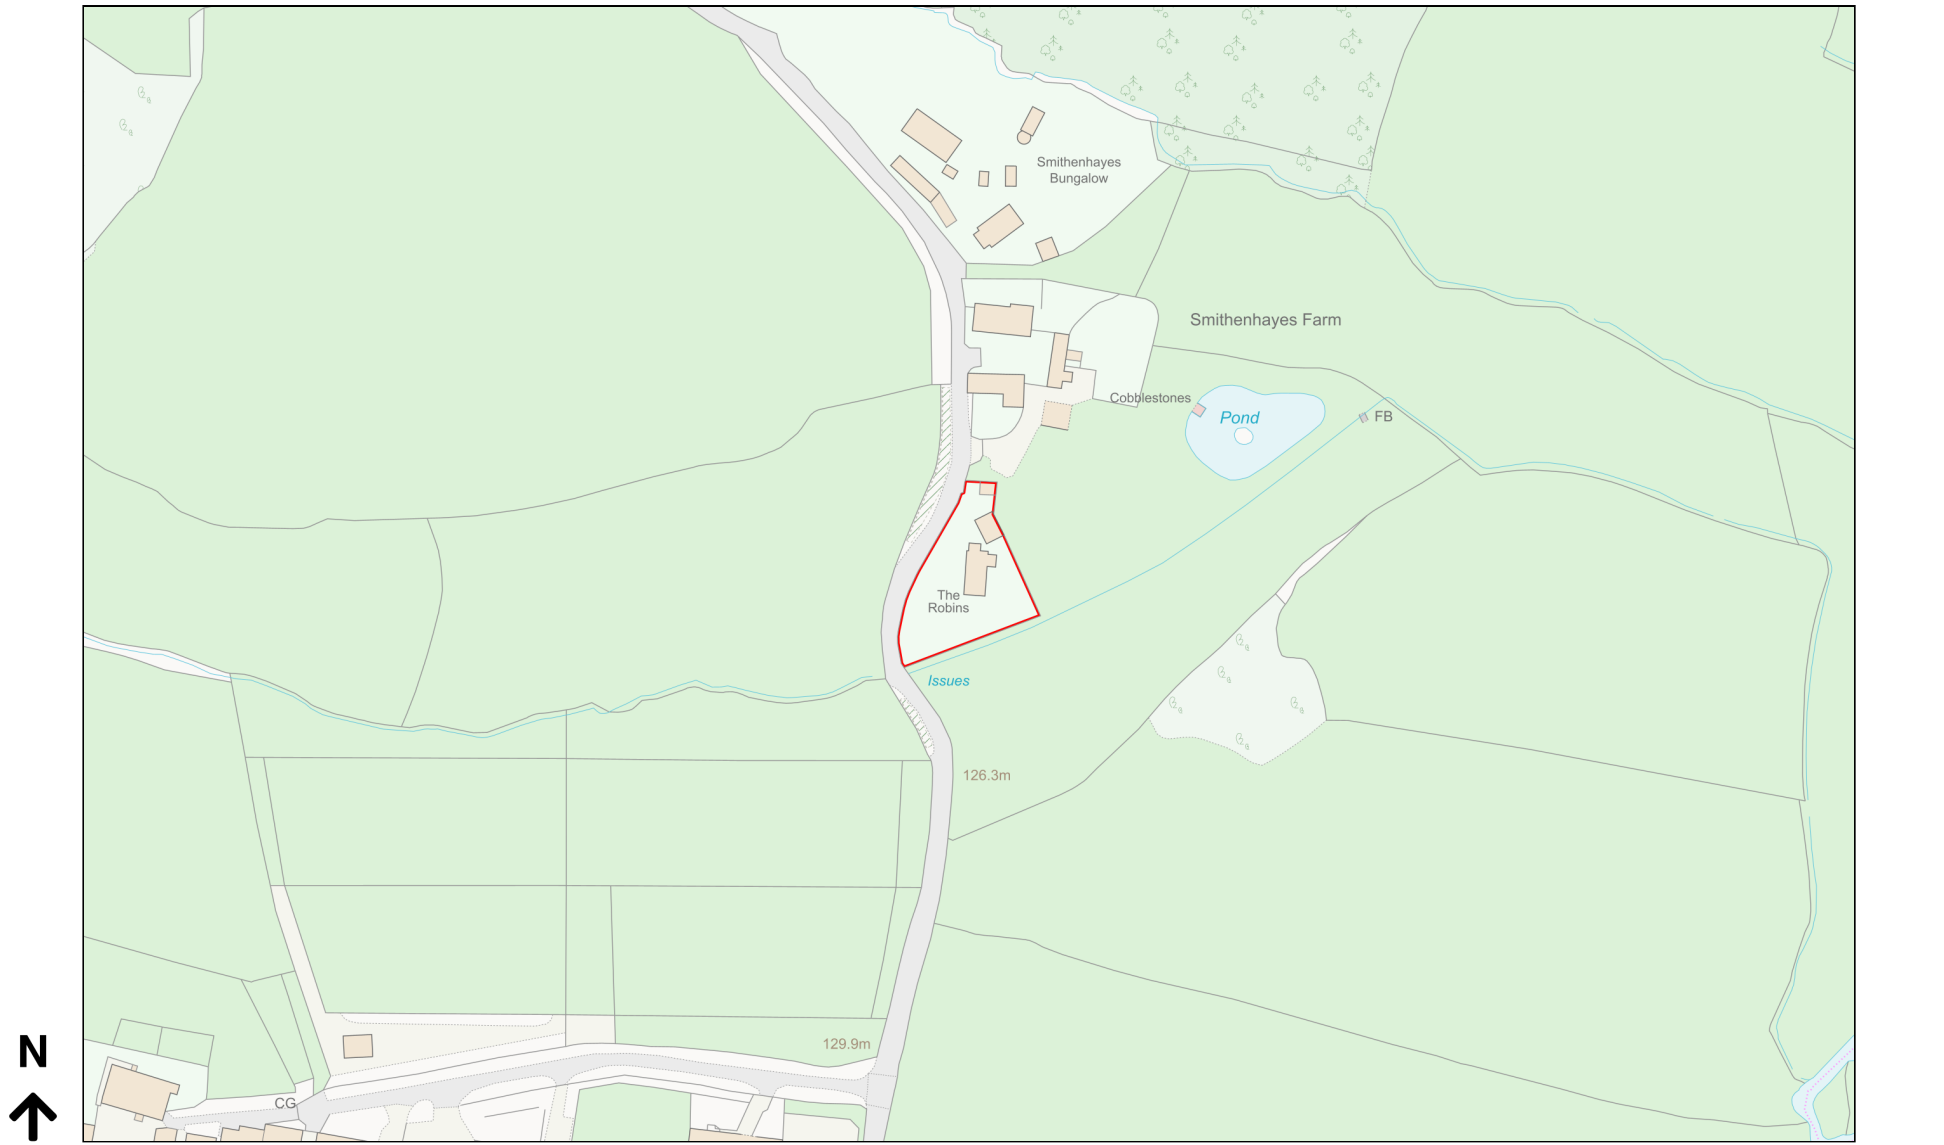 Smithenhayes
Bungalow
Smithenhayes Farm
Cobblestones
Pond
FB
The
Robins
Issues
126.3m
129.9m
N
CG